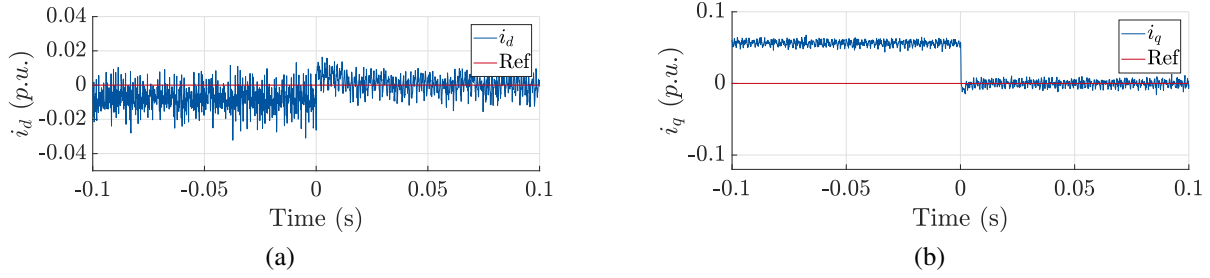 0.04
0.02
0
-0.02
-0.04
i_d (p.u.)
i_d
Ref
-0.1
-0.05
0
0.05
0.1
Time (s)
(a)
0.1
0
-0.1
i_q (p.u.)
i_q
Ref
-0.1
-0.05
0
0.05
0.1
Time (s)
(b)